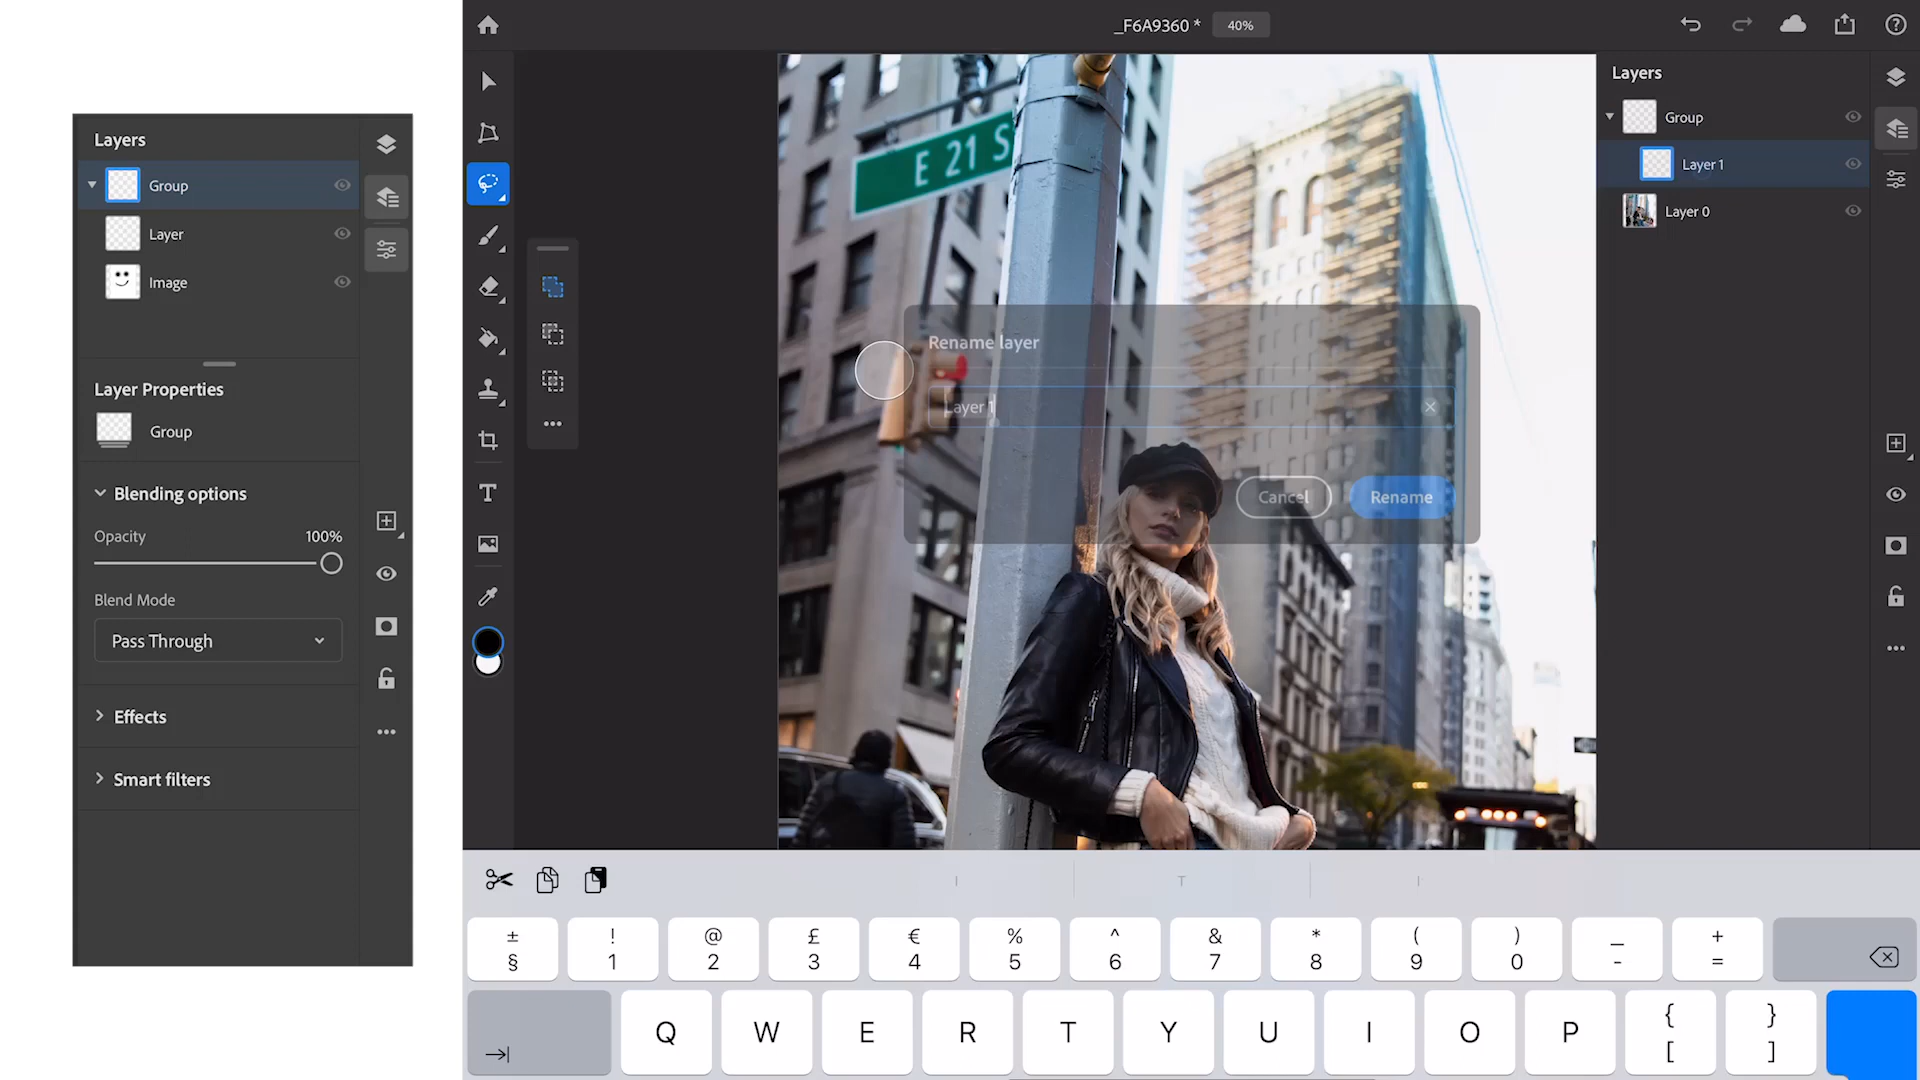 Layers
Group
Layer
Image
Layer Properties
Group
Blending options
Opacity 100%
Blend Mode
Pass Through
Effects
Smart filters
_F6A9360 * 40%
T
Layers
Group
Layer 1
Layer 0
E 21 S
Rename layer
Layer 1
Cancel Rename
I T I
± ! @ £ € % ^ & * ( ) _ +
§ 1 2 3 4 5 6 7 8 9 0 - =
Q W E R T Y U I O P { }
[ ]